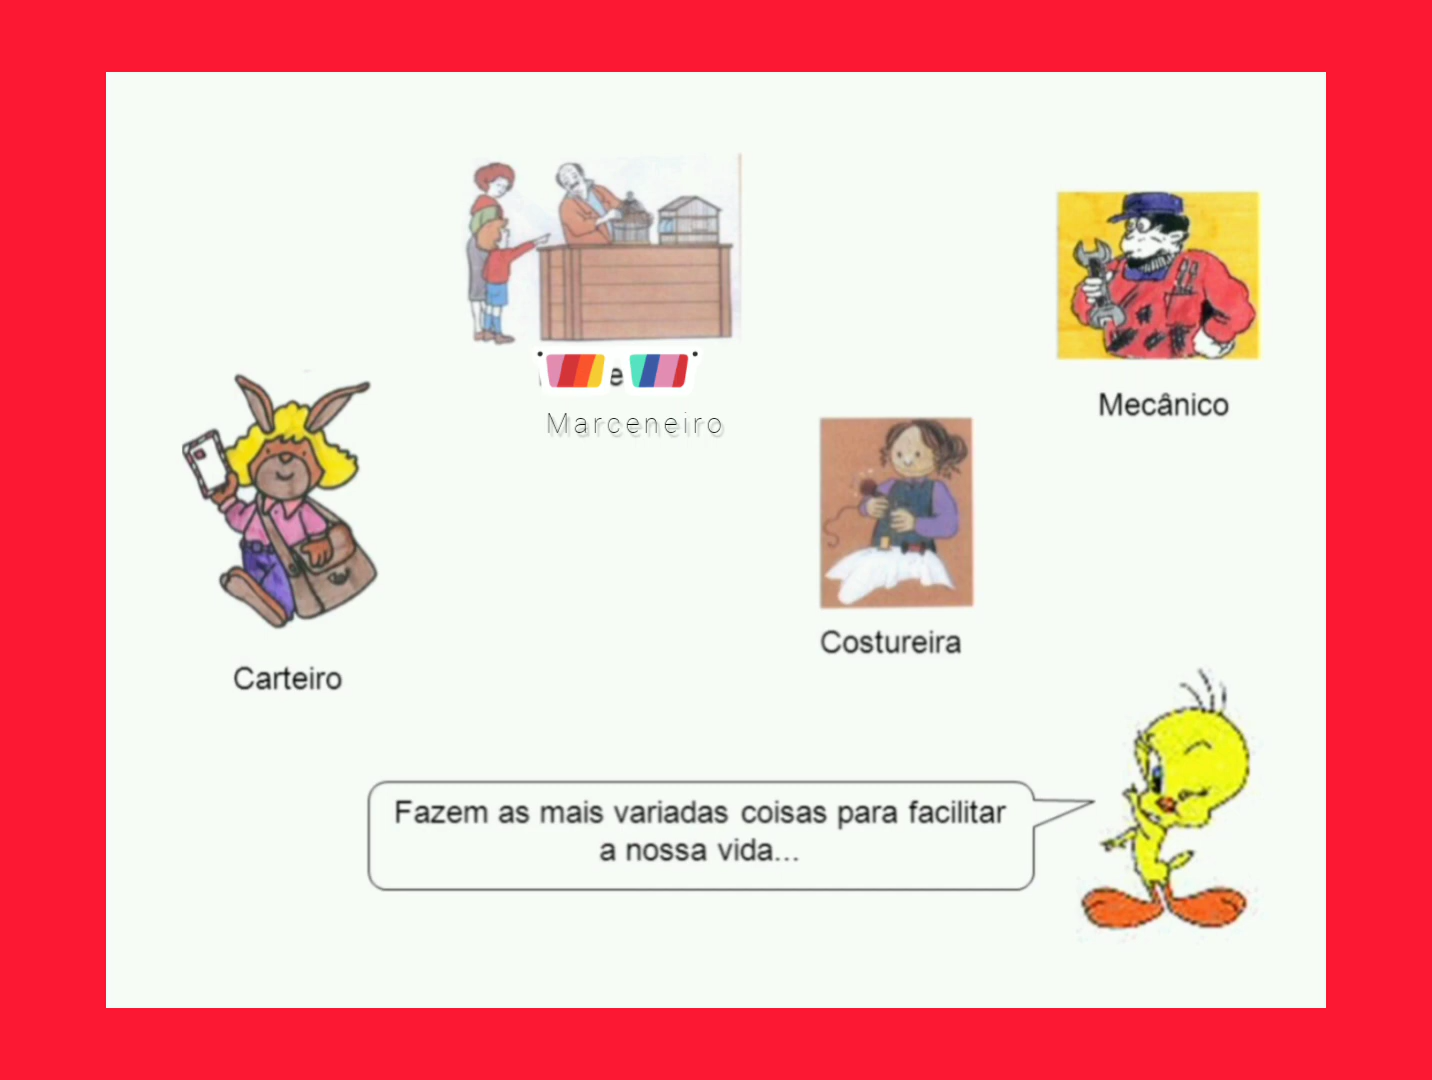 Marceneiro
Mecânico
Costureira
Carteiro
Fazem as mais variadas coisas para facilitar
a nossa vida...